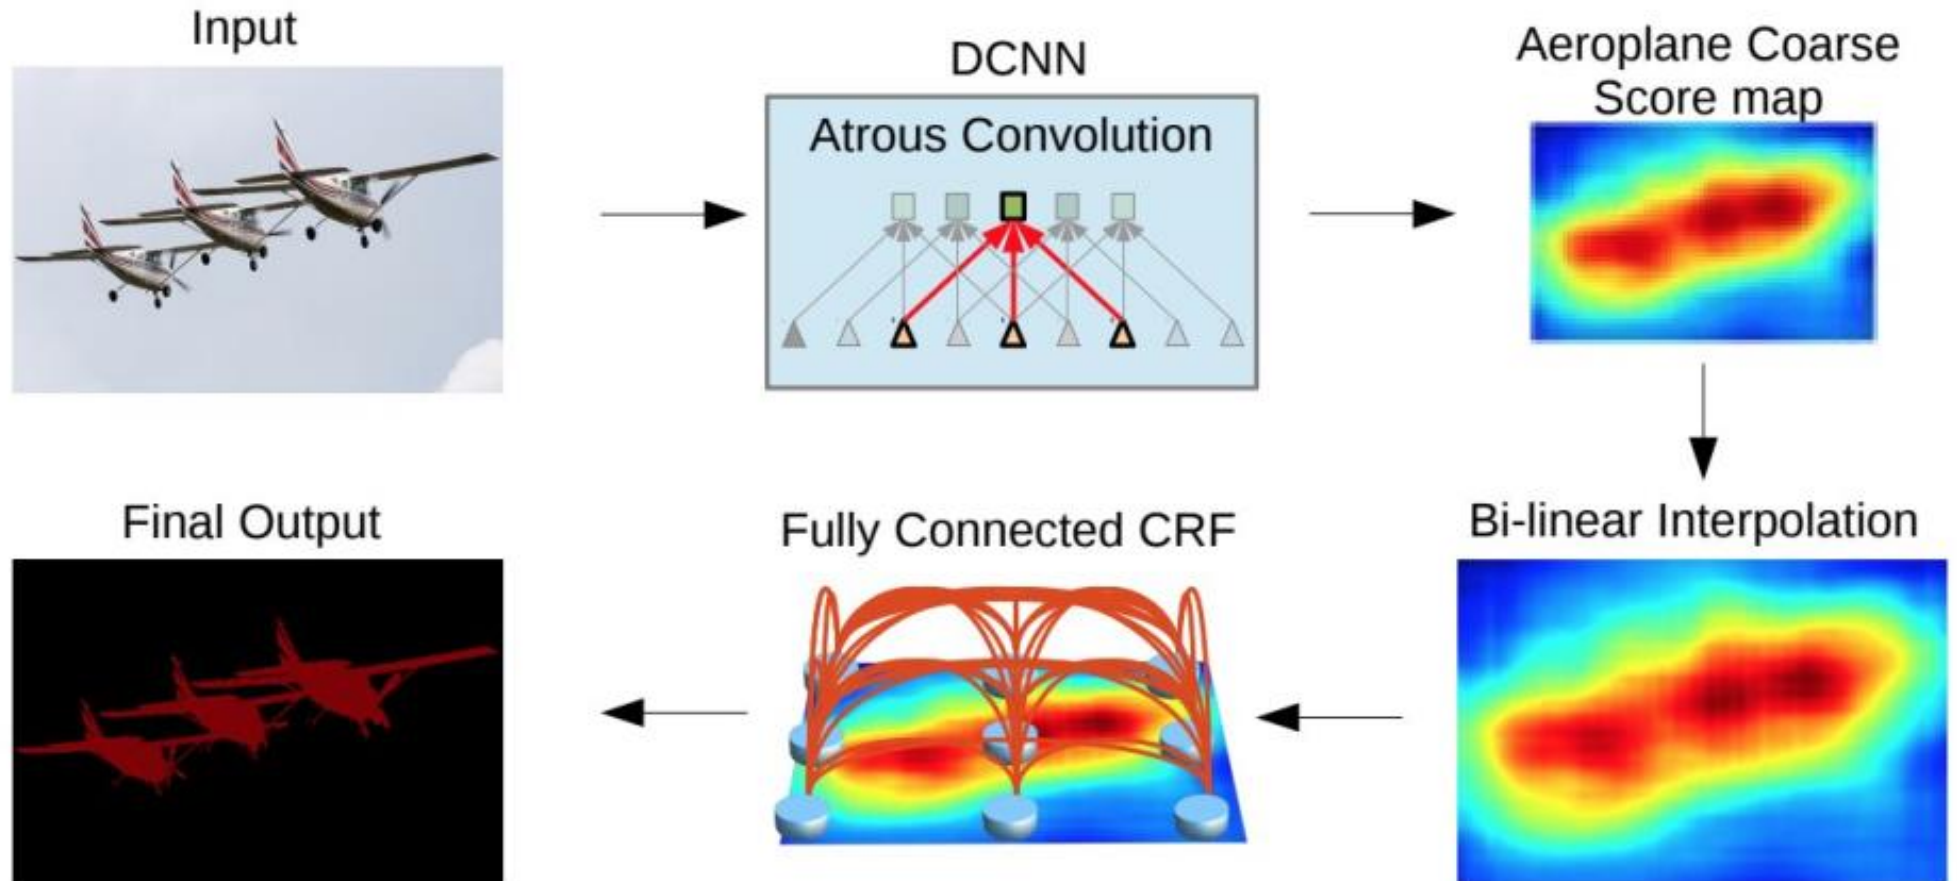 Input
DCNN
Atrous Convolution
Aeroplane Coarse
Score map
Bi-linear Interpolation
Fully Connected CRF
Final Output